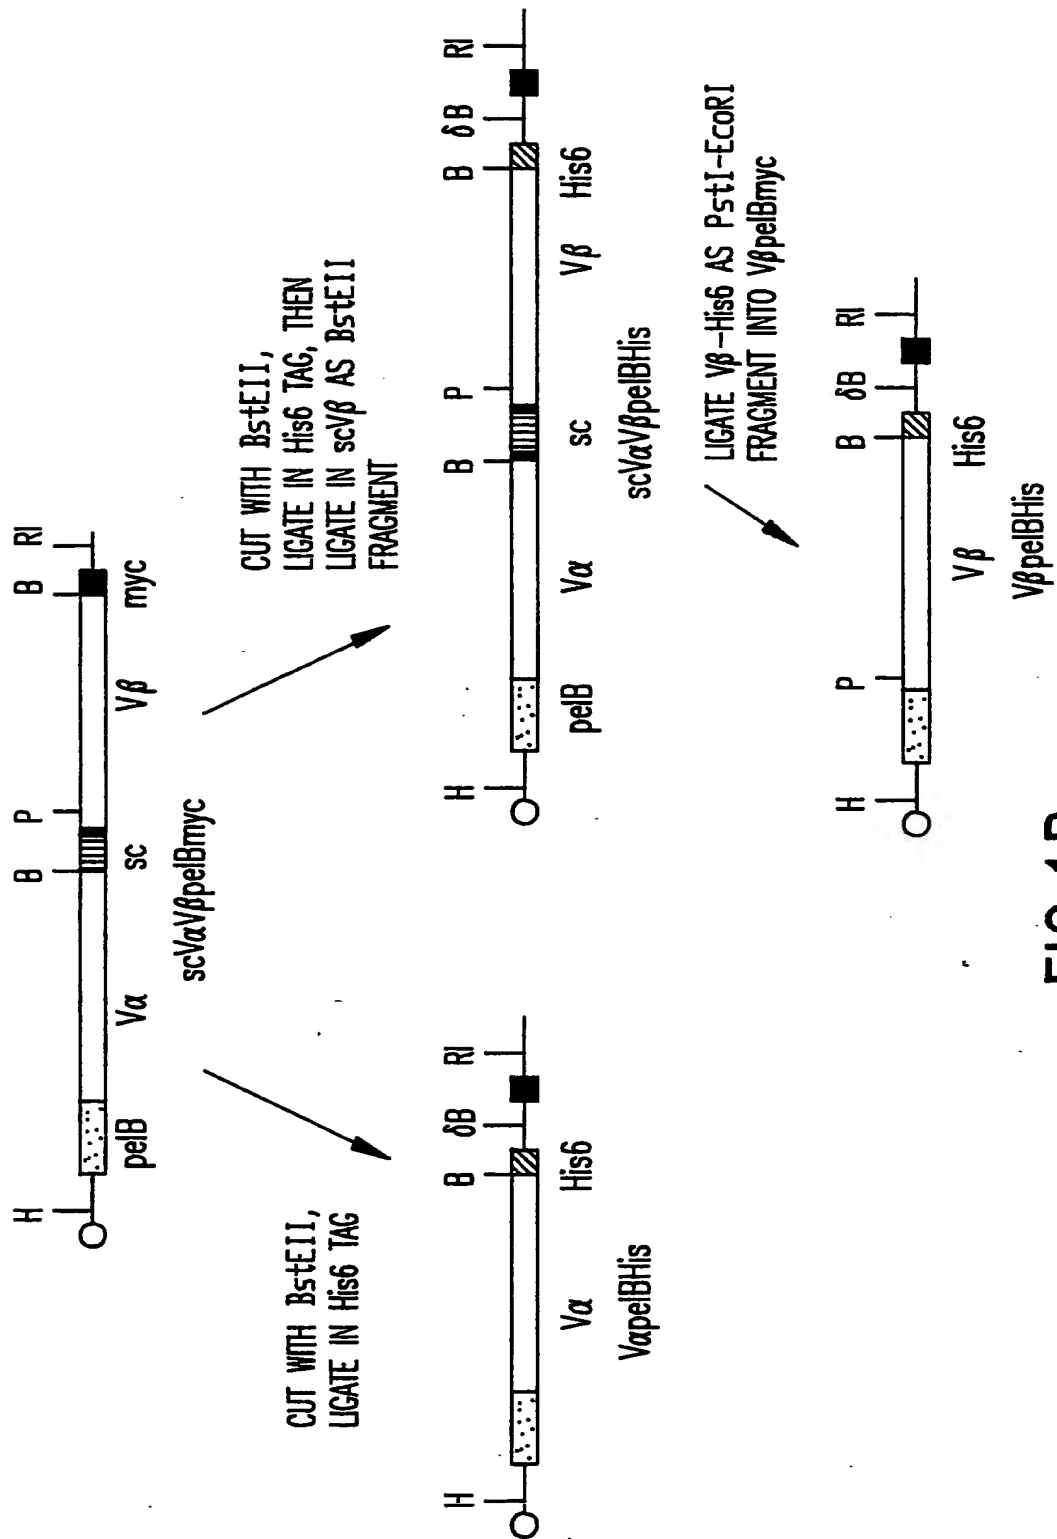 H B P B RI
pelB Vα sc Vβ myc
scVαVβpelBmyc
CUT WITH BstEII,
LIGATE IN His6 TAG
CUT WITH BstEII,
LIGATE IN His6 TAG, THEN
LIGATE IN scVβ AS BstEII
FRAGMENT
H B δB RI
Vα His6
VαpelBHis
H B P B δB RI
pelB Vα sc Vβ His6
scVαVβpelBHis
LIGATE Vβ-His6 AS PstI-EcoRI
FRAGMENT INTO VβpelBmyc
H P B δB RI
Vβ His6
VβpelBHis